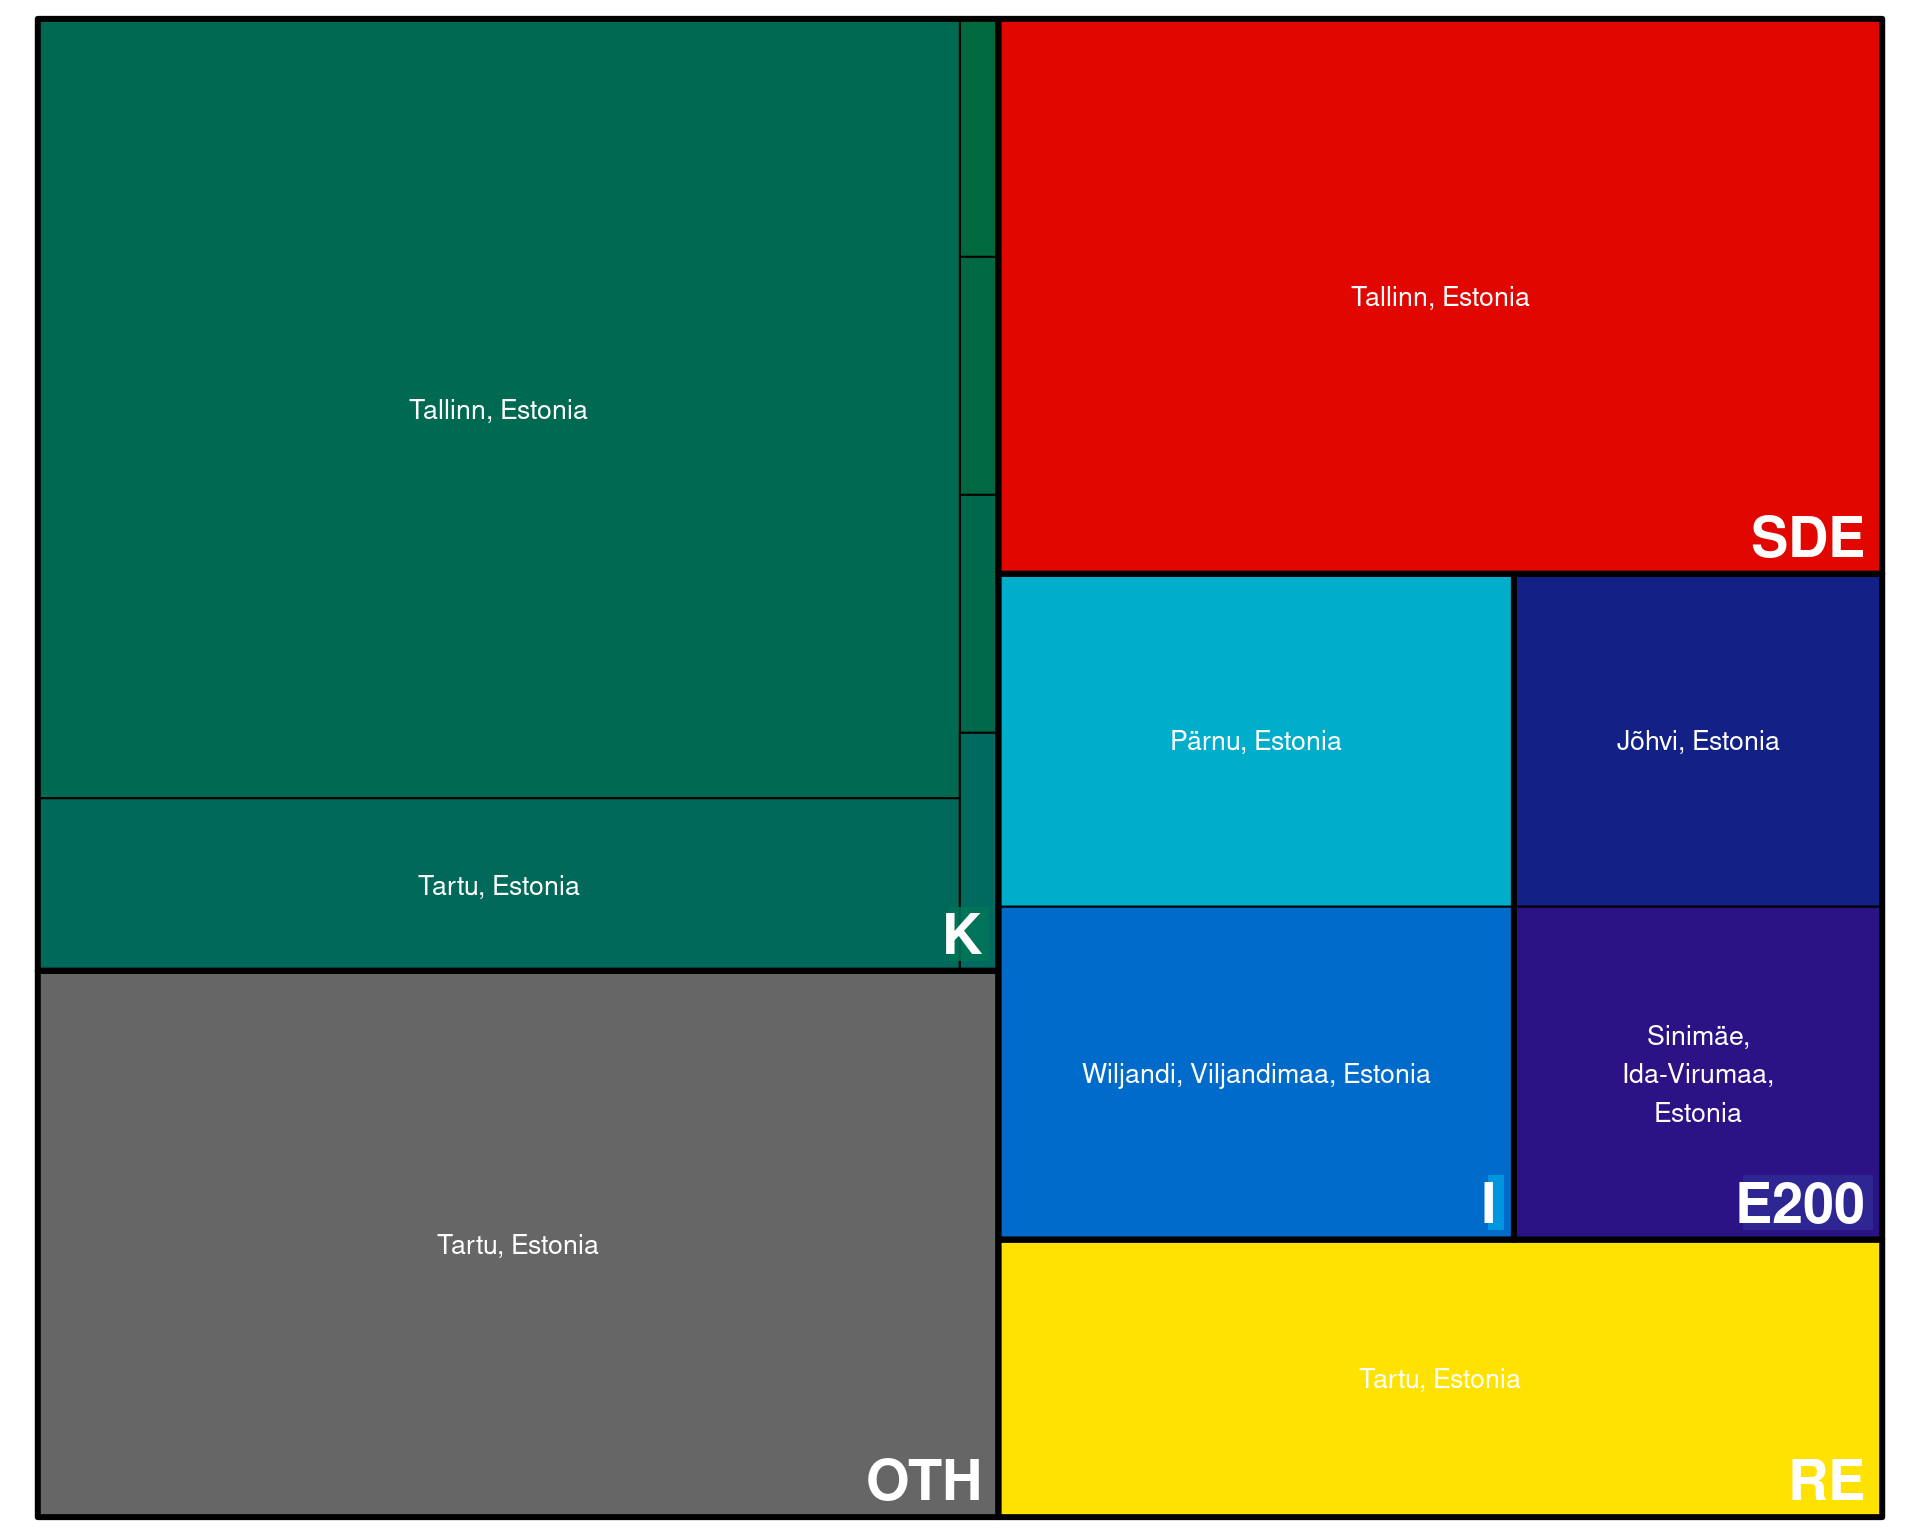 Tallinn, Estonia
Tartu, Estonia
K
Tartu, Estonia
OTH
Tallinn, Estonia
SDE
Pärnu, Estonia
Wiljandi, Viljandimaa, Estonia
I
Jõhvi, Estonia
Sinimäe,
Ida-Virumaa,
Estonia
E200
Tartu, Estonia
RE